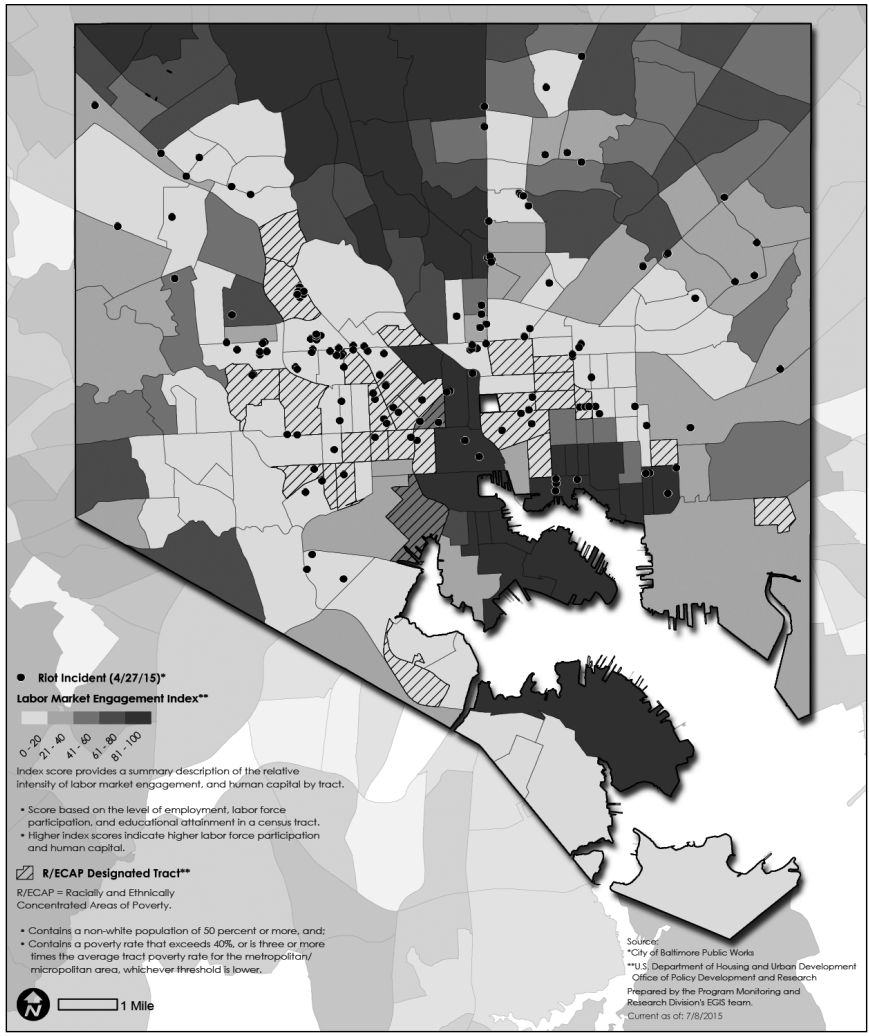 Riot Incident (4/27/15)*
Labor Market Engagement Index**
0 - 20
21 - 40
41 - 60
61 - 80
81 - 100
Index score provides a summary description of the relative
intensity of labor market engagement, and human capital by tract.
• Score based on the level of employment, labor force
participation, and educational attainment in a census tract.
• Higher index scores indicate higher labor force participation
and human capital.
R/ECAP Designated Tract**
R/ECAP = Racially and Ethnically
Concentrated Areas of Poverty.
• Contains a non-white population of 50 percent or more, and;
• Contains a poverty rate that exceeds 40%, or is three or more
times the average tract poverty rate for the metropolitan/
micropolitan area, whichever threshold is lower.
N
1 Mile
Source:
*City of Baltimore Public Works
**U.S. Department of Housing and Urban Development
Office of Policy Development and Research
Prepared by the Program Monitoring and
Research Division's EGIS team.
Current as of: 7/8/2015